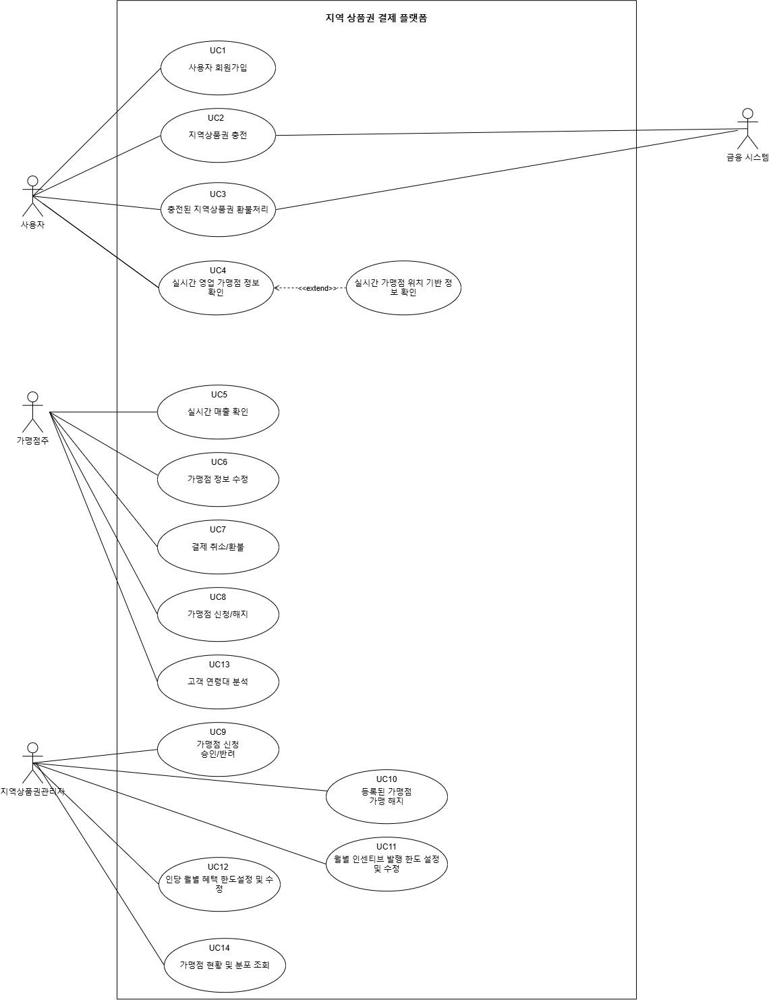 지역 상품권 결제 플랫폼
UC1
사용자 회원가입
UC2
지역상품권 충전
금융 시스템
UC3
충전된 지역상품권 환불처리
사용자
UC4
실시간 영업 가맹점 정보
확인
<<extend>>
실시간 가맹점 위치 기반 정
보 확인
UC5
실시간 매출 확인
가맹점주
UC6
가맹점 정보 수정
UC7
결제 취소/환불
UC8
가맹점 신청/해지
UC13
고객 연령대 분석
UC9
가맹점 신청
승인/반려
지역상품권관리자
UC10
등록된 가맹점
가맹 해지
UC11
월별 인센티브 발행 한도 설정
및 수정
UC12
인당 월별 혜택 한도설정 및 수
정
UC14
가맹점 현황 및 분포 조회